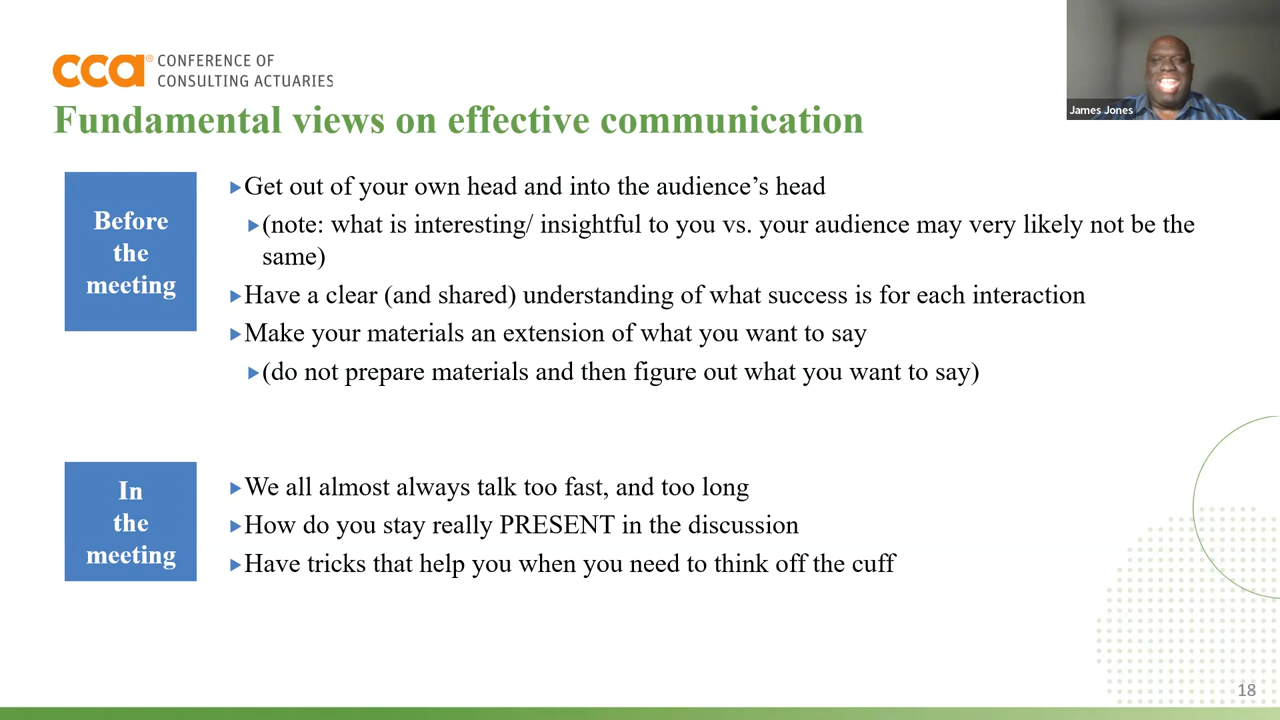 cca® CONFERENCE OF
CONSULTING ACTUARIES
James Jones
Fundamental views on effective communication
Before
the
meeting
Get out of your own head and into the audience’s head
(note: what is interesting/ insightful to you vs. your audience may very likely not be the
same)
Have a clear (and shared) understanding of what success is for each interaction
Make your materials an extension of what you want to say
(do not prepare materials and then figure out what you want to say)
In
the
meeting
We all almost always talk too fast, and too long
How do you stay really PRESENT in the discussion
Have tricks that help you when you need to think off the cuff
18